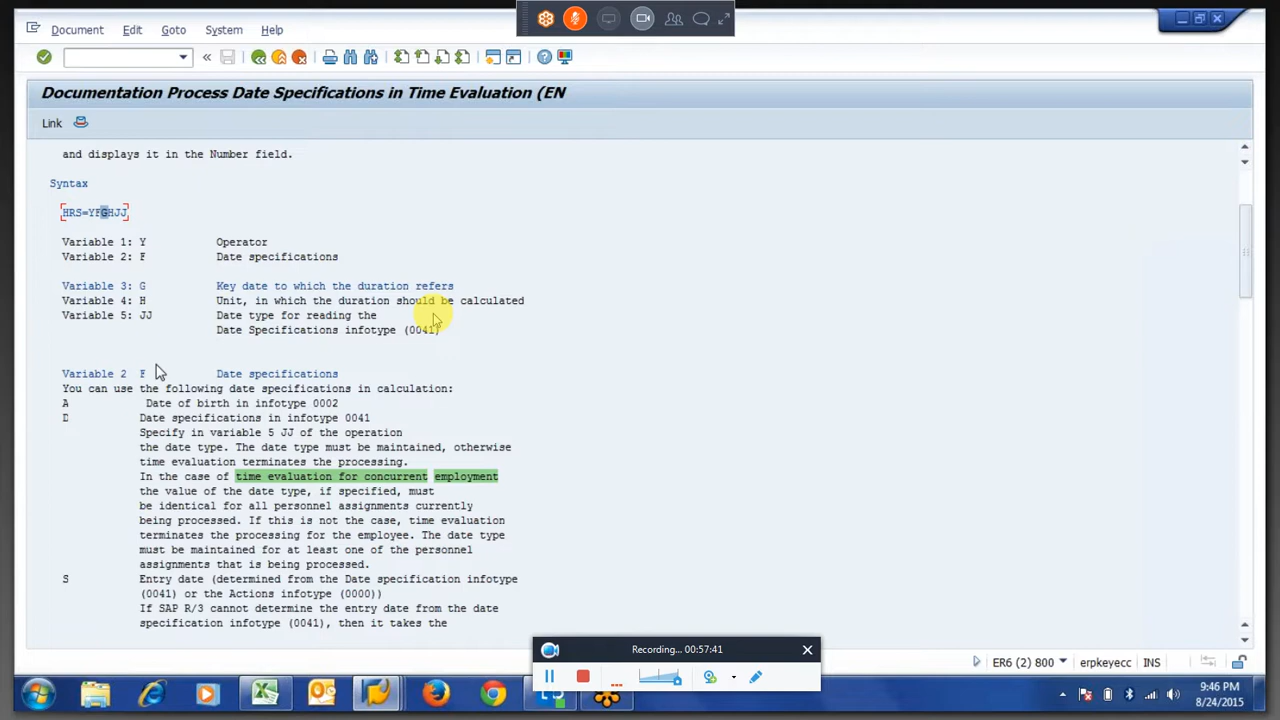 Document Edit Goto System Help
Documentation Process Date Specifications in Time Evaluation (EN
Link
and displays it in the Number field.
Syntax
HRS=YFGHJJ
Variable 1: Y Operator
Variable 2: F Date specifications
Variable 3: G Key date to which the duration refers
Variable 4: H Unit, in which the duration should be calculated
Variable 5: JJ Date type for reading the
Date Specifications infotype (0041)
Variable 2 F Date specifications
You can use the following date specifications in calculation:
A Date of birth in infotype 0002
D Date specifications in infotype 0041
Specify in variable 5 JJ of the operation
the date type. The date type must be maintained, otherwise
time evaluation terminates the processing.
In the case of time evaluation for concurrent employment
the value of the date type, if specified, must
be identical for all personnel assignments currently
being processed. If this is not the case, time evaluation
terminates the processing for the employee. The date type
must be maintained for at least one of the personnel
assignments that is being processed.
S Entry date (determined from the Date specification infotype
(0041) or the Actions infotype (0000))
If SAP R/3 cannot determine the entry date from the date
specification infotype (0041), then it takes the
Recording... 00:57:41
ER6 (2) 800 erpkeyecc INS
9:46 PM
8/24/2015